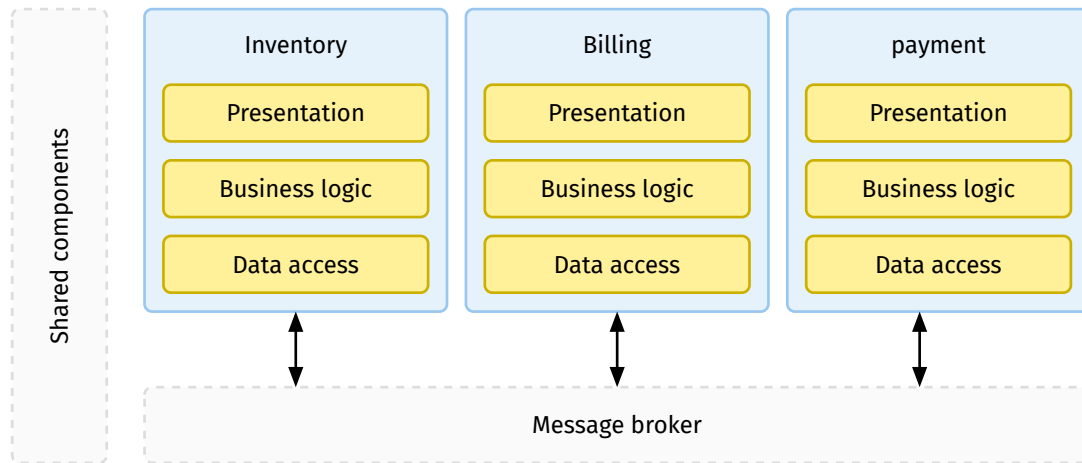 Shared components
Inventory
Presentation
Business logic
Data access
Billing
Presentation
Business logic
Data access
payment
Presentation
Business logic
Data access
Message broker